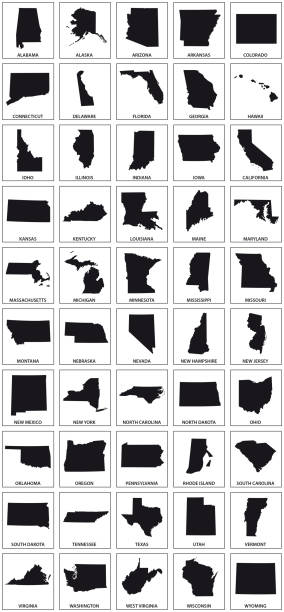 ALABAMA ALASKA ARIZONA ARKANSAS COLORADO
CONNECTICUT DELAWARE FLORIDA GEORGIA HAWAII
IDHO ILLINOIS INDIANA IOWA CALIFORNIA
KANSAS KENTUCKY LOUISIANA MAINE MARYLAND
MASSACHUSETTS MICHIGAN MINNESOTA MISSISSIPPI MISSOURI
MONTANA NEBRASKA NEVADA NEW HAMPSHIRE NEW JERSEY
NEW MEXICO NEW YORK NORTH CAROLINA NORTH DAKOTA OHIO
OKLAHOMA OREGON PENNSYLVANIA RHODE ISLAND SOUTH CAROLINA
SOUTH DAKOTA TENNESSEE TEXAS UTAH VERMONT
VIRGINIA WASHINGTON WEST VIRGINIA WISCONSIN WYOMING